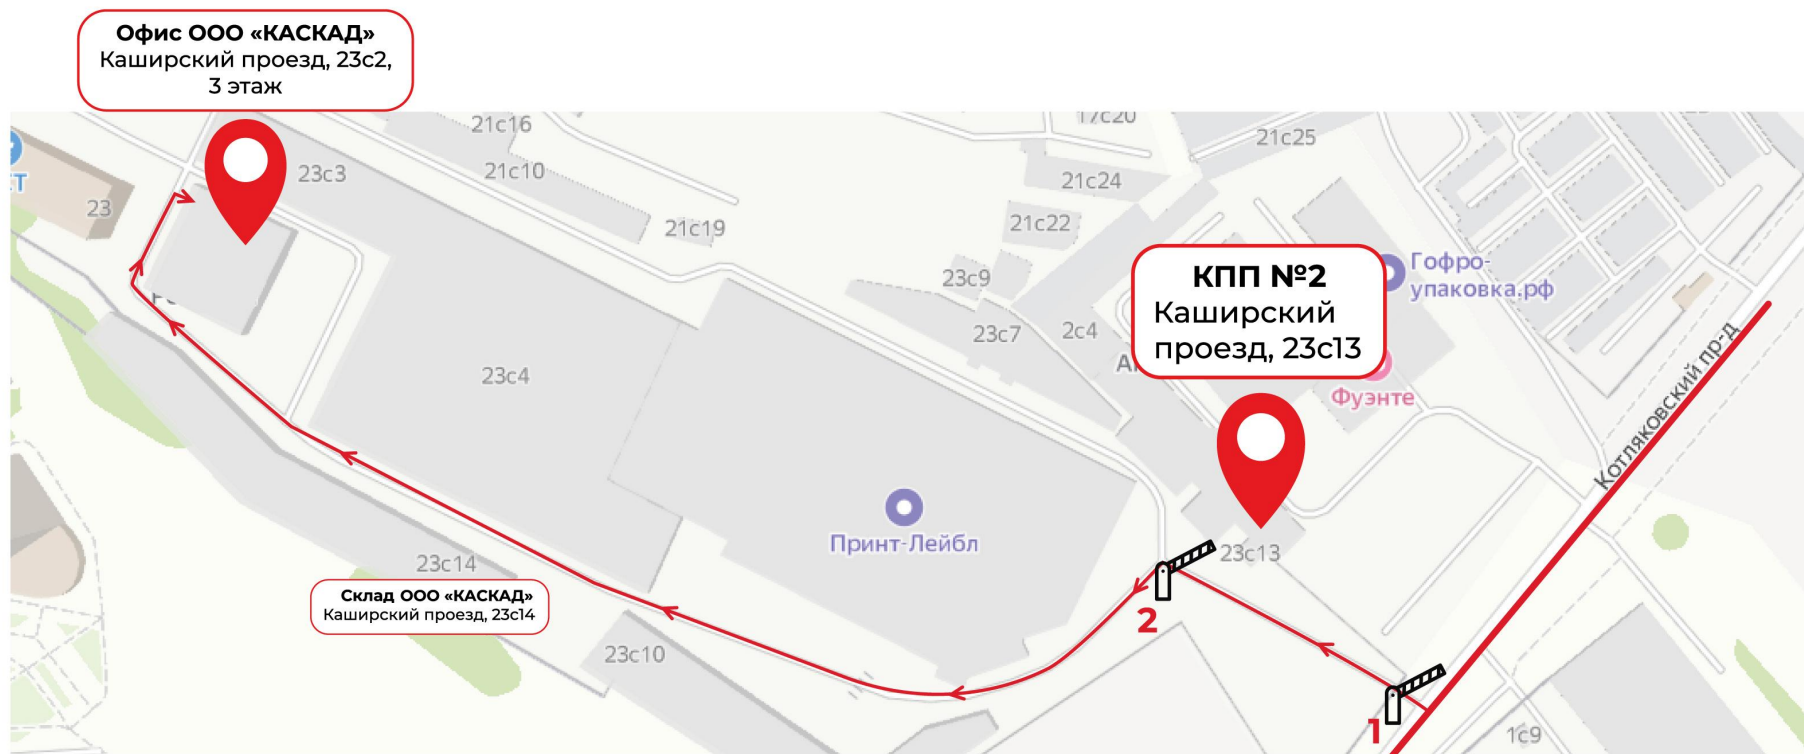 Офис ООО «КАСКАД»
Каширский проезд, 23с2,
3 этаж
21с16
17с20
21с25
23с3
21с10
21с24
23
21с19
21с22
КПП №2
Каширский
проезд, 23с13
Гофро-
упаковка.рф
23с9
23с7
2с4
23с4
Фуэнте
Котляковский пр-д
Принт-Лейбл
23с13
23с14
Склад ООО «КАСКАД»
Каширский проезд, 23с14
2
23с10
1
1с9